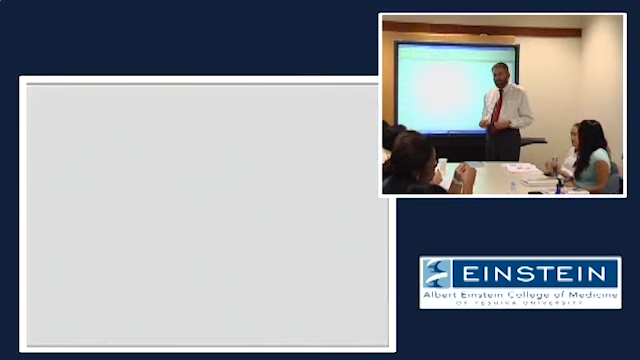 EINSTEIN
Albert Einstein College of Medicine
OF YESHIVA UNIVERSITY